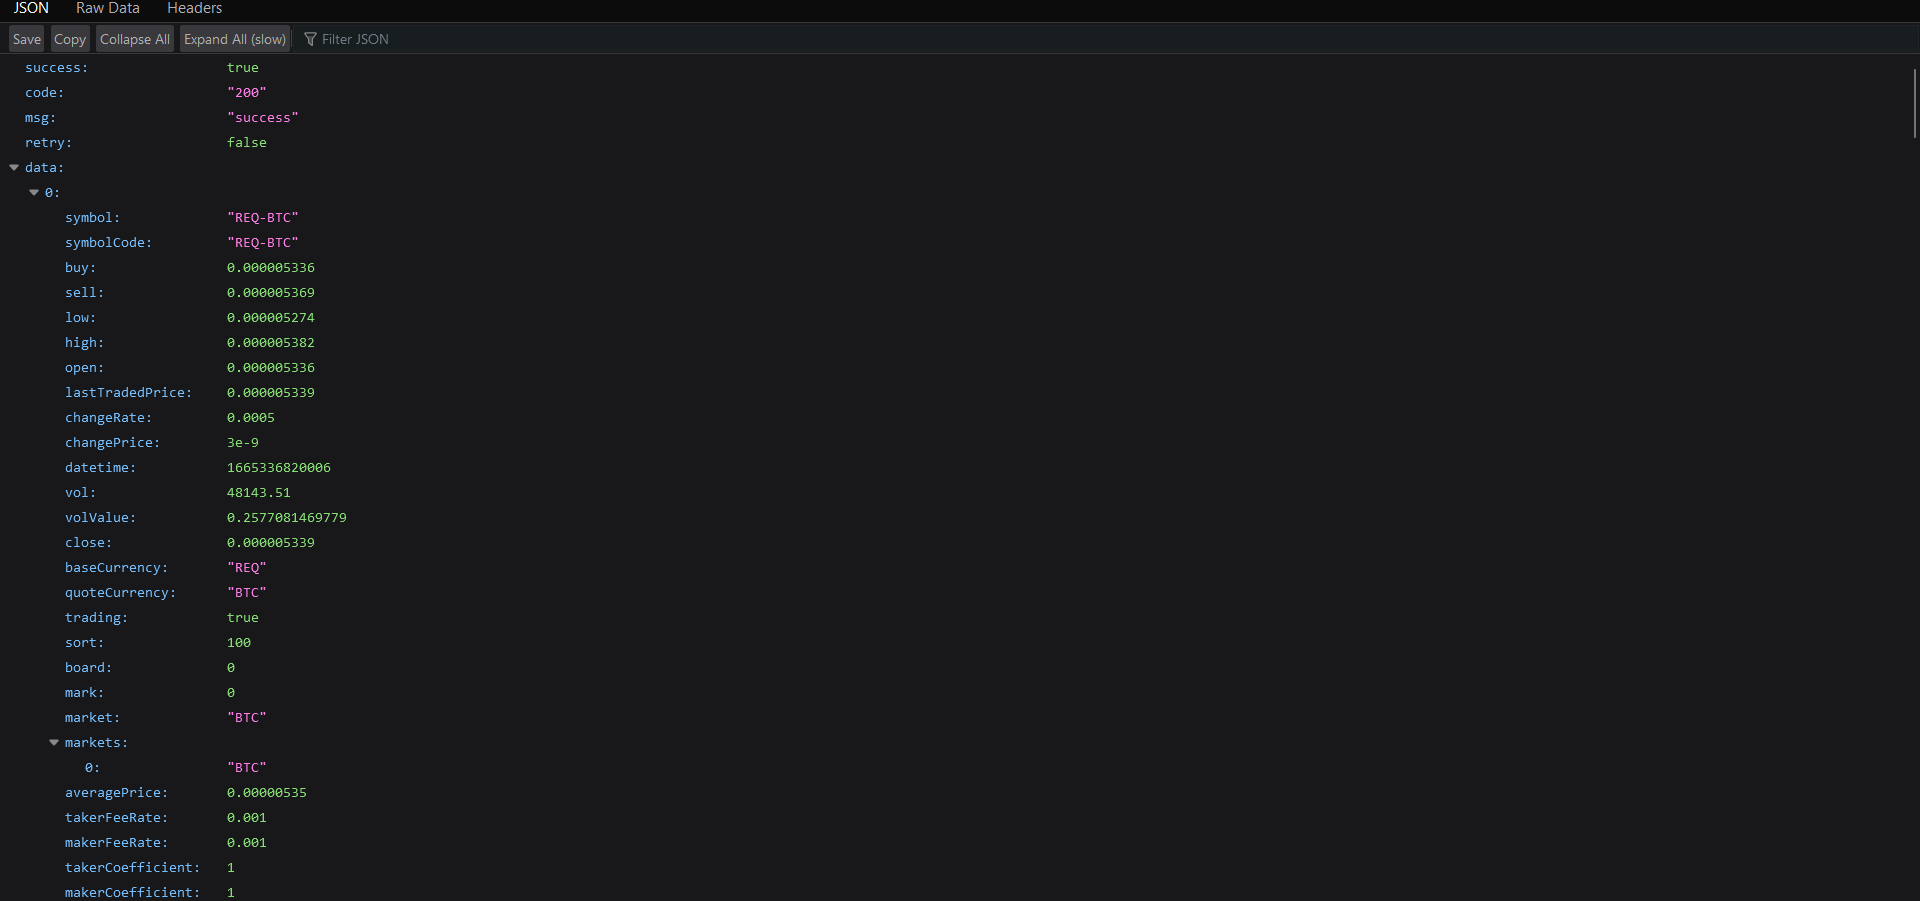 JSON Raw Data Headers
Save Copy Collapse All Expand All (slow) Filter JSON
success: true
code: "200"
msg: "success"
retry: false
data:
0:
symbol: "REQ-BTC"
symbolCode: "REQ-BTC"
buy: 0.000005336
sell: 0.000005369
low: 0.000005274
high: 0.000005382
open: 0.000005336
lastTradedPrice: 0.000005339
changeRate: 0.0005
changePrice: 3e-9
datetime: 1665336820006
vol: 48143.51
volValue: 0.2577081469779
close: 0.000005339
baseCurrency: "REQ"
quoteCurrency: "BTC"
trading: true
sort: 100
board: 0
mark: 0
market: "BTC"
markets:
0: "BTC"
averagePrice: 0.00000535
takerFeeRate: 0.001
makerFeeRate: 0.001
takerCoefficient: 1
makerCoefficient: 1